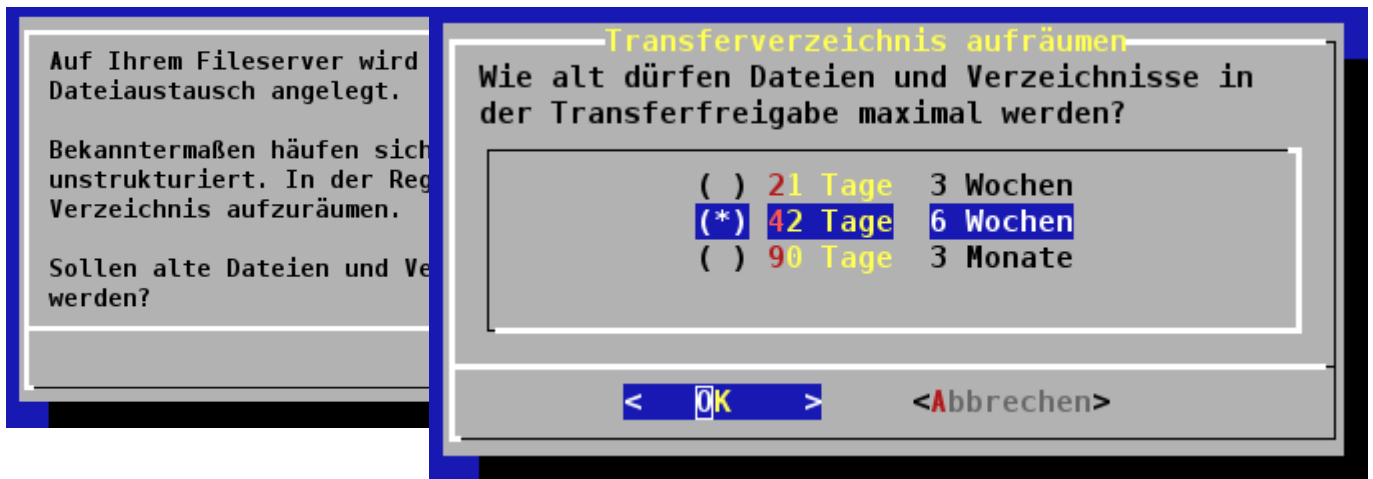 Auf Ihrem Fileserver wird
Dateiaustausch angelegt.
Bekanntermaßen häufen sich
unstrukturiert. In der Reg
Verzeichnis aufzuräumen.
Sollen alte Dateien und Ve
werden?
Transferverzeichnis aufräumen
Wie alt dürfen Dateien und Verzeichnisse in
der Transferfreigabe maximal werden?
( ) 21 Tage 3 Wochen
(*) 42 Tage 6 Wochen
( ) 90 Tage 3 Monate
< OK > <Abbrechen>